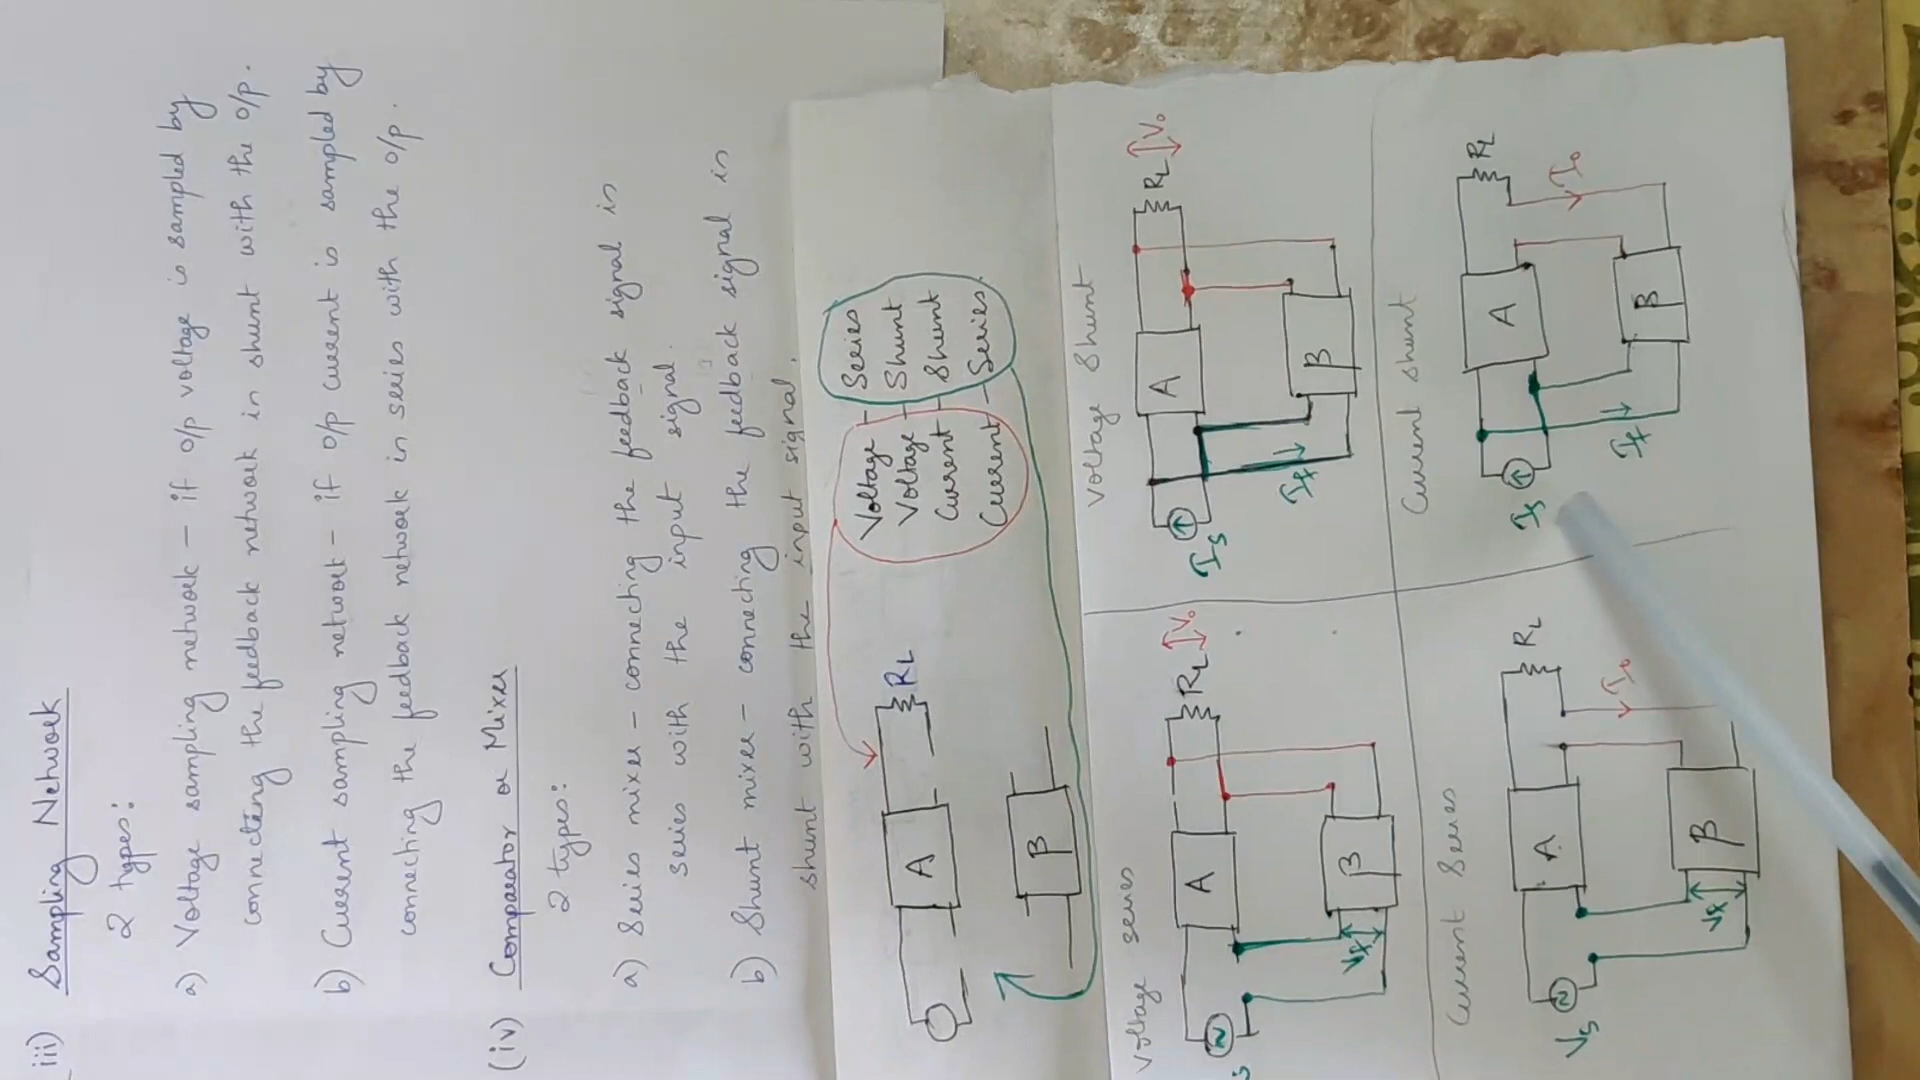 iii) Sampling Network
2 types:
a) Voltage sampling network - if o/p voltage is sampled by
connecting the feedback network in shunt with the o/p.
b) Current sampling network - if o/p current is sampled by
connecting the feedback network in series with the o/p.
(iv) Comparator or Mixer
2 types:
a) Series mixer - connecting the feedback signal in
series with the input signal.
b) Shunt mixer - connecting the feedback signal in
shunt with the input signal.
A
RL
β
Voltage - Series
Voltage - Shunt
Current - Shunt
Current - Series
Voltage series
A
RL
Vo
β
Vf
Voltage Shunt
Is
A
RL
Vo
β
If
Current Series
Vs
A
RL
Io
β
Vf
Current shunt
Is
A
RL
Io
β
If